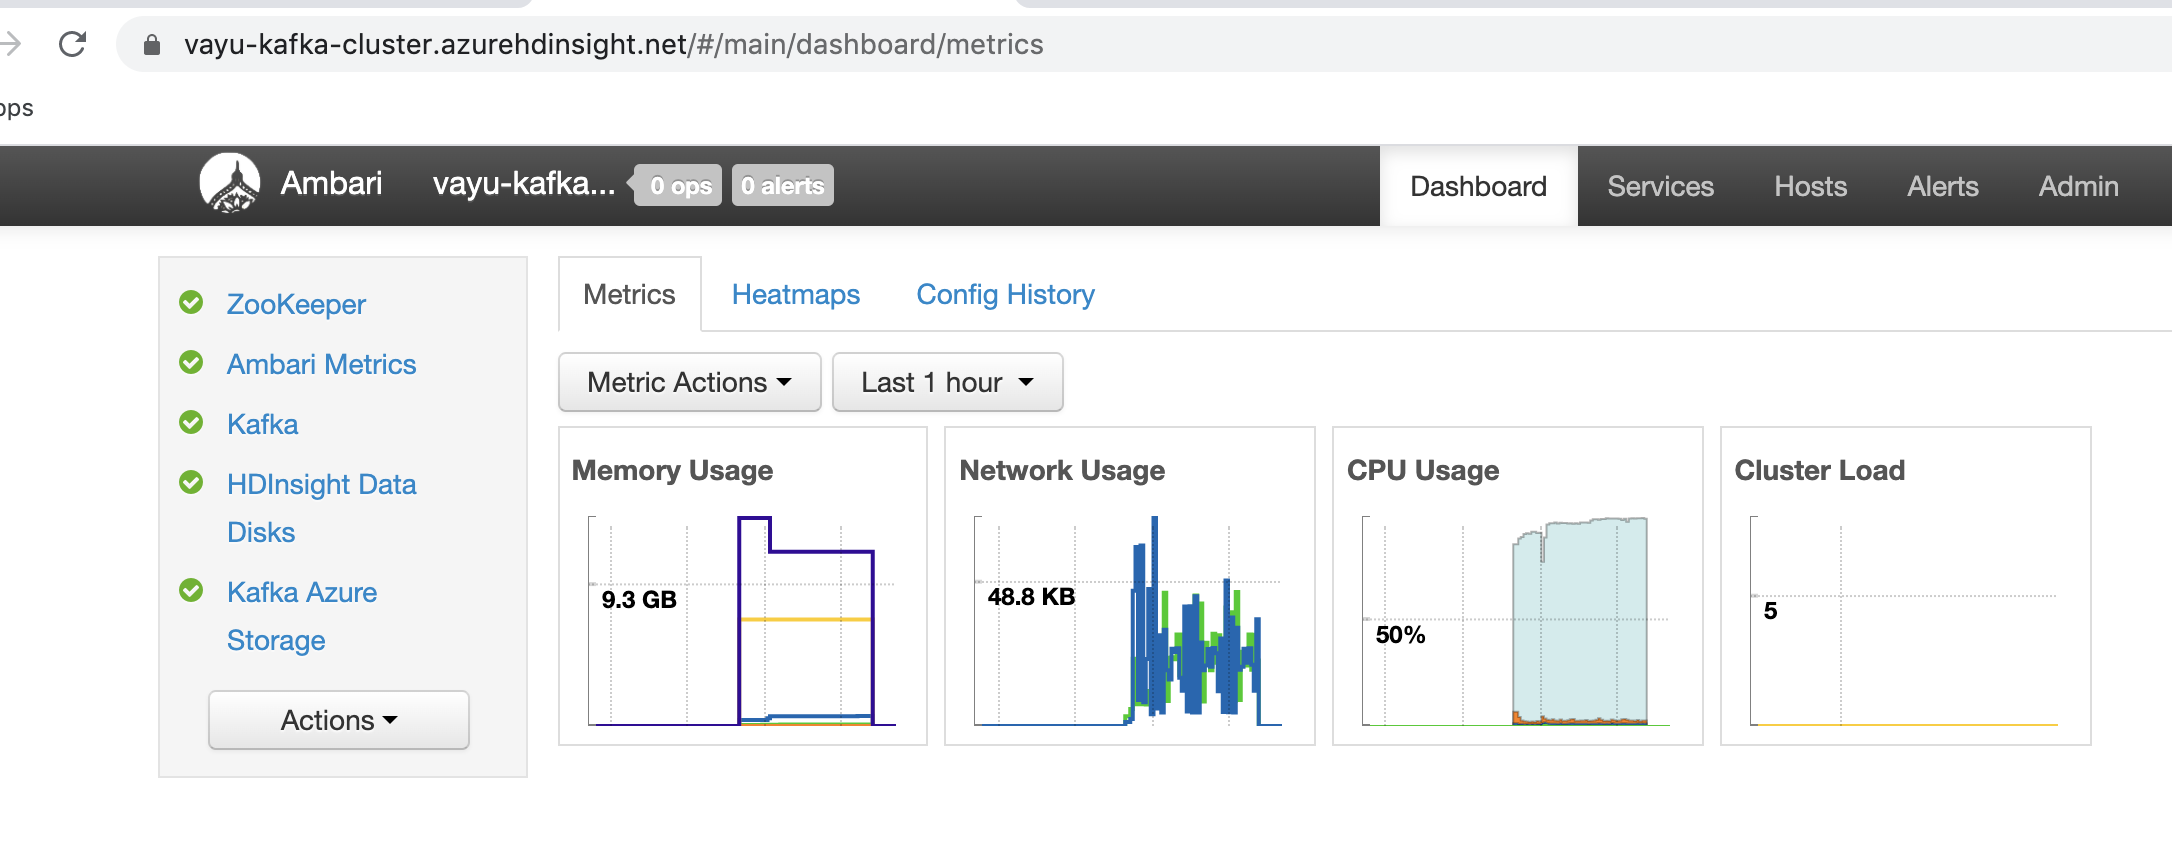 vayu-kafka-cluster.azurehdinsight.net/#/main/dashboard/metrics
Ambari vayu-kafka... 0 ops 0 alerts Dashboard Services Hosts Alerts Admin
ZooKeeper
Ambari Metrics
Kafka
HDInsight Data
Disks
Kafka Azure
Storage
Actions
Metrics Heatmaps Config History
Metric Actions Last 1 hour
Memory Usage
9.3 GB
Network Usage
48.8 KB
CPU Usage
50%
Cluster Load
5